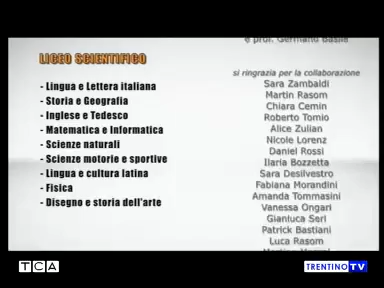 LICEO SCIENTIFICO
- Lingua e Lettera italiana
- Storia e Geografia
- Inglese e Tedesco
- Matematica e Informatica
- Scienze naturali
- Scienze motorie e sportive
- Lingua e cultura latina
- Fisica
- Disegno e storia dell'arte
e prof. Germano Basile
si ringrazia per la collaborazione
Sara Zambaldi
Martin Rasom
Chiara Cemin
Roberto Tomio
Alice Zulian
Nicole Lorenz
Daniel Rossi
Ilaria Bozzetta
Sara Desilvestro
Fabiana Morandini
Amanda Tommasini
Vanessa Ongari
Gianluca Seri
Patrick Bastiani
Luca Rasom
TCA
TRENTINO TV